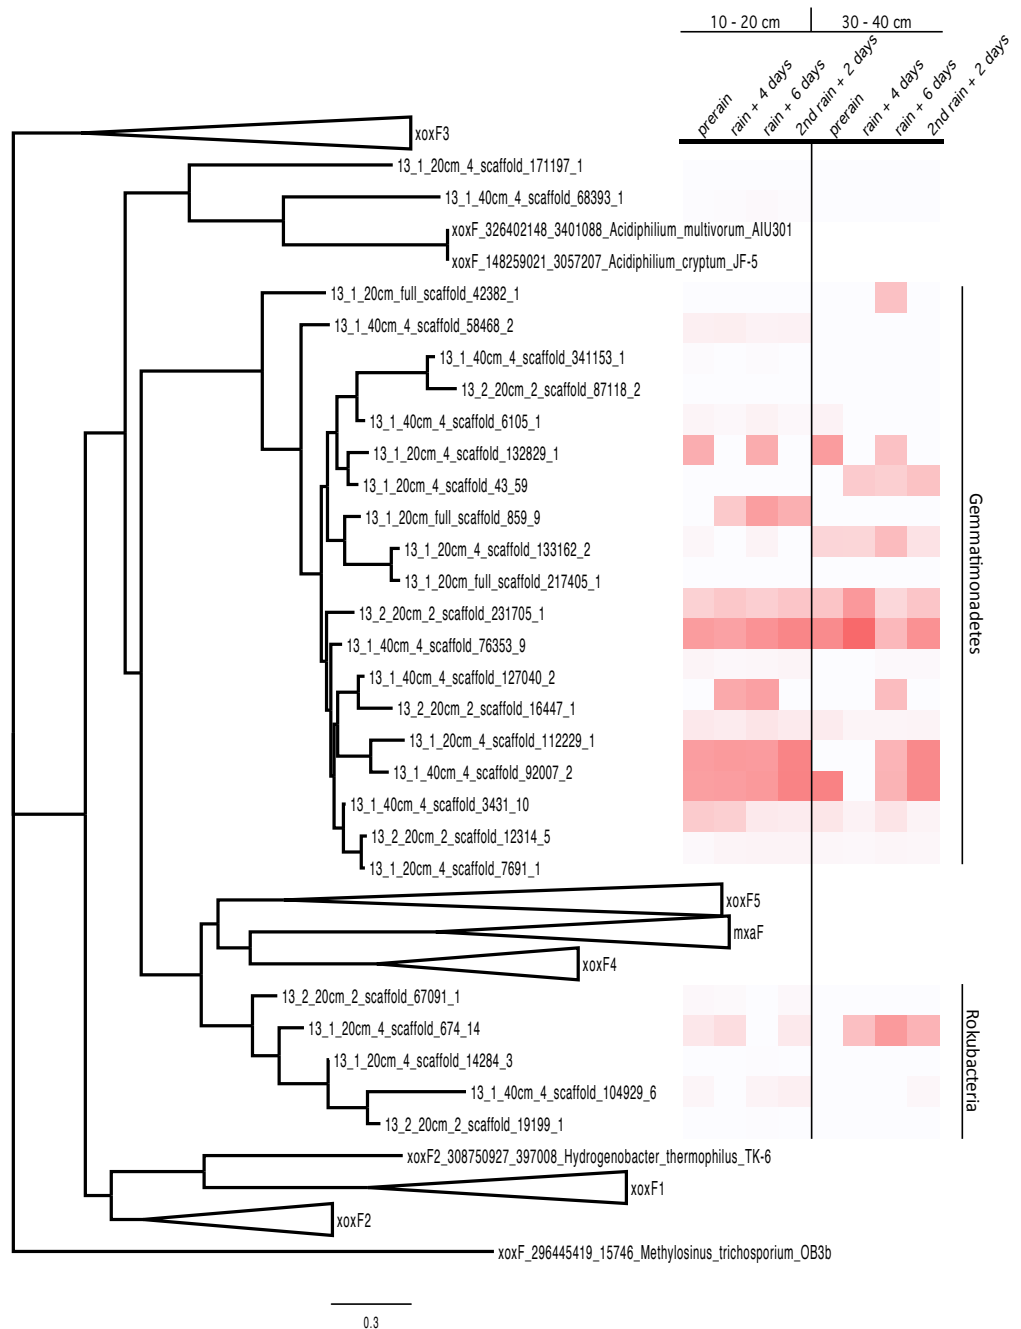 10 - 20 cm
30 - 40 cm
prerain
rain + 4 days
rain + 6 days
2nd rain + 2 days
prerain
rain + 4 days
rain + 6 days
2nd rain + 2 days
xoxF3
13_1_20cm_4_scaffold_171197_1
13_1_40cm_4_scaffold_68393_1
xoxF_326402148_3401088_Acidiphilium_multivorum_AIU301
xoxF_148259021_3057207_Acidiphilium_cryptum_JF-5
13_1_20cm_full_scaffold_42382_1
13_1_40cm_4_scaffold_58468_2
13_1_40cm_4_scaffold_341153_1
13_2_20cm_2_scaffold_87118_2
13_1_40cm_4_scaffold_6105_1
13_1_20cm_4_scaffold_132829_1
13_1_20cm_4_scaffold_43_59
13_1_20cm_full_scaffold_859_9
13_1_20cm_4_scaffold_133162_2
13_1_20cm_full_scaffold_217405_1
13_2_20cm_2_scaffold_231705_1
13_1_40cm_4_scaffold_76353_9
13_1_40cm_4_scaffold_127040_2
13_2_20cm_2_scaffold_16447_1
13_1_20cm_4_scaffold_112229_1
13_1_40cm_4_scaffold_92007_2
13_1_40cm_4_scaffold_3431_10
13_2_20cm_2_scaffold_12314_5
13_1_20cm_4_scaffold_7691_1
Gemmatimonadetes
xoxF5
mxaF
xoxF4
13_2_20cm_2_scaffold_67091_1
13_1_20cm_4_scaffold_674_14
13_1_20cm_4_scaffold_14284_3
13_1_40cm_4_scaffold_104929_6
13_2_20cm_2_scaffold_19199_1
Rokubacteria
xoxF2_308750927_397008_Hydrogenobacter_thermophilus_TK-6
xoxF1
xoxF2
xoxF_296445419_15746_Methylosinus_trichosporium_OB3b
0.3